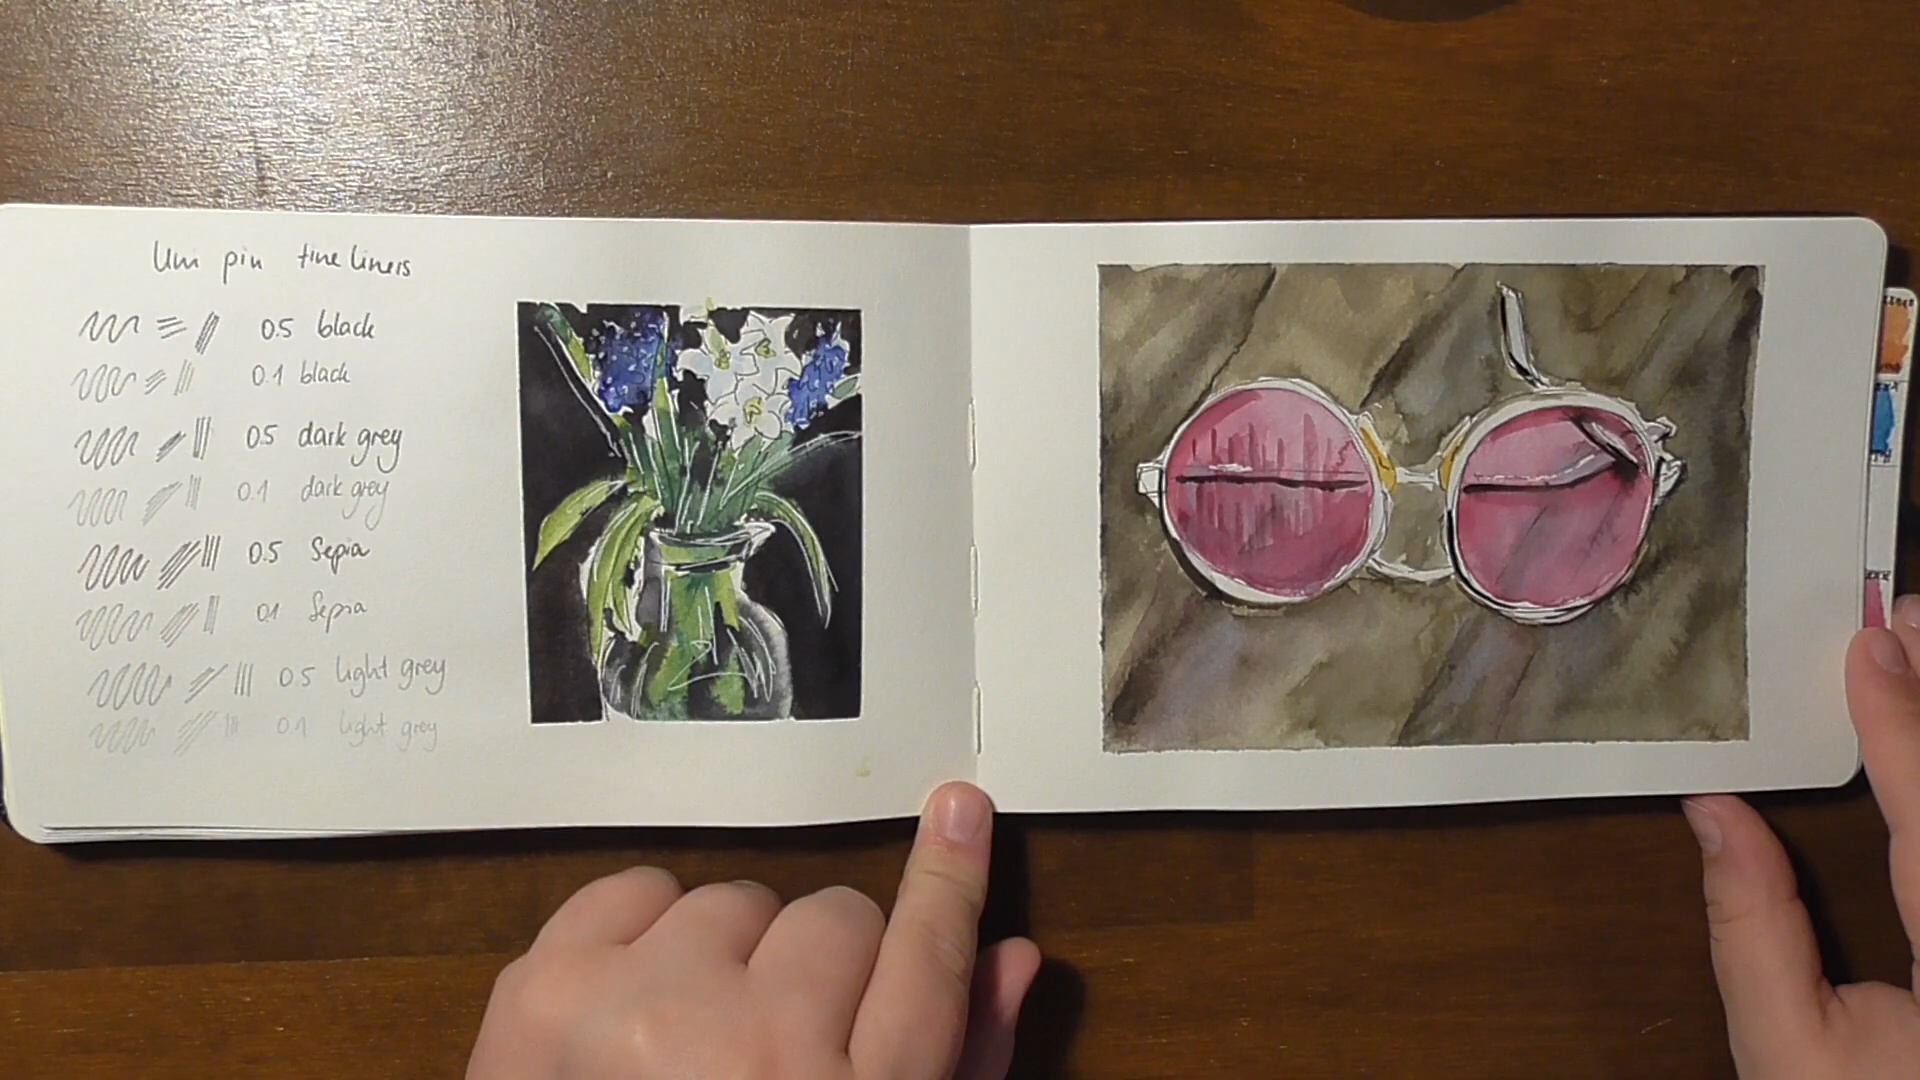 Uni pin fine liners
0.5 black
0.1 black
0.5 dark grey
0.1 dark grey
0.5 Sepia
0.1 Sepia
0.5 light grey
0.1 light grey